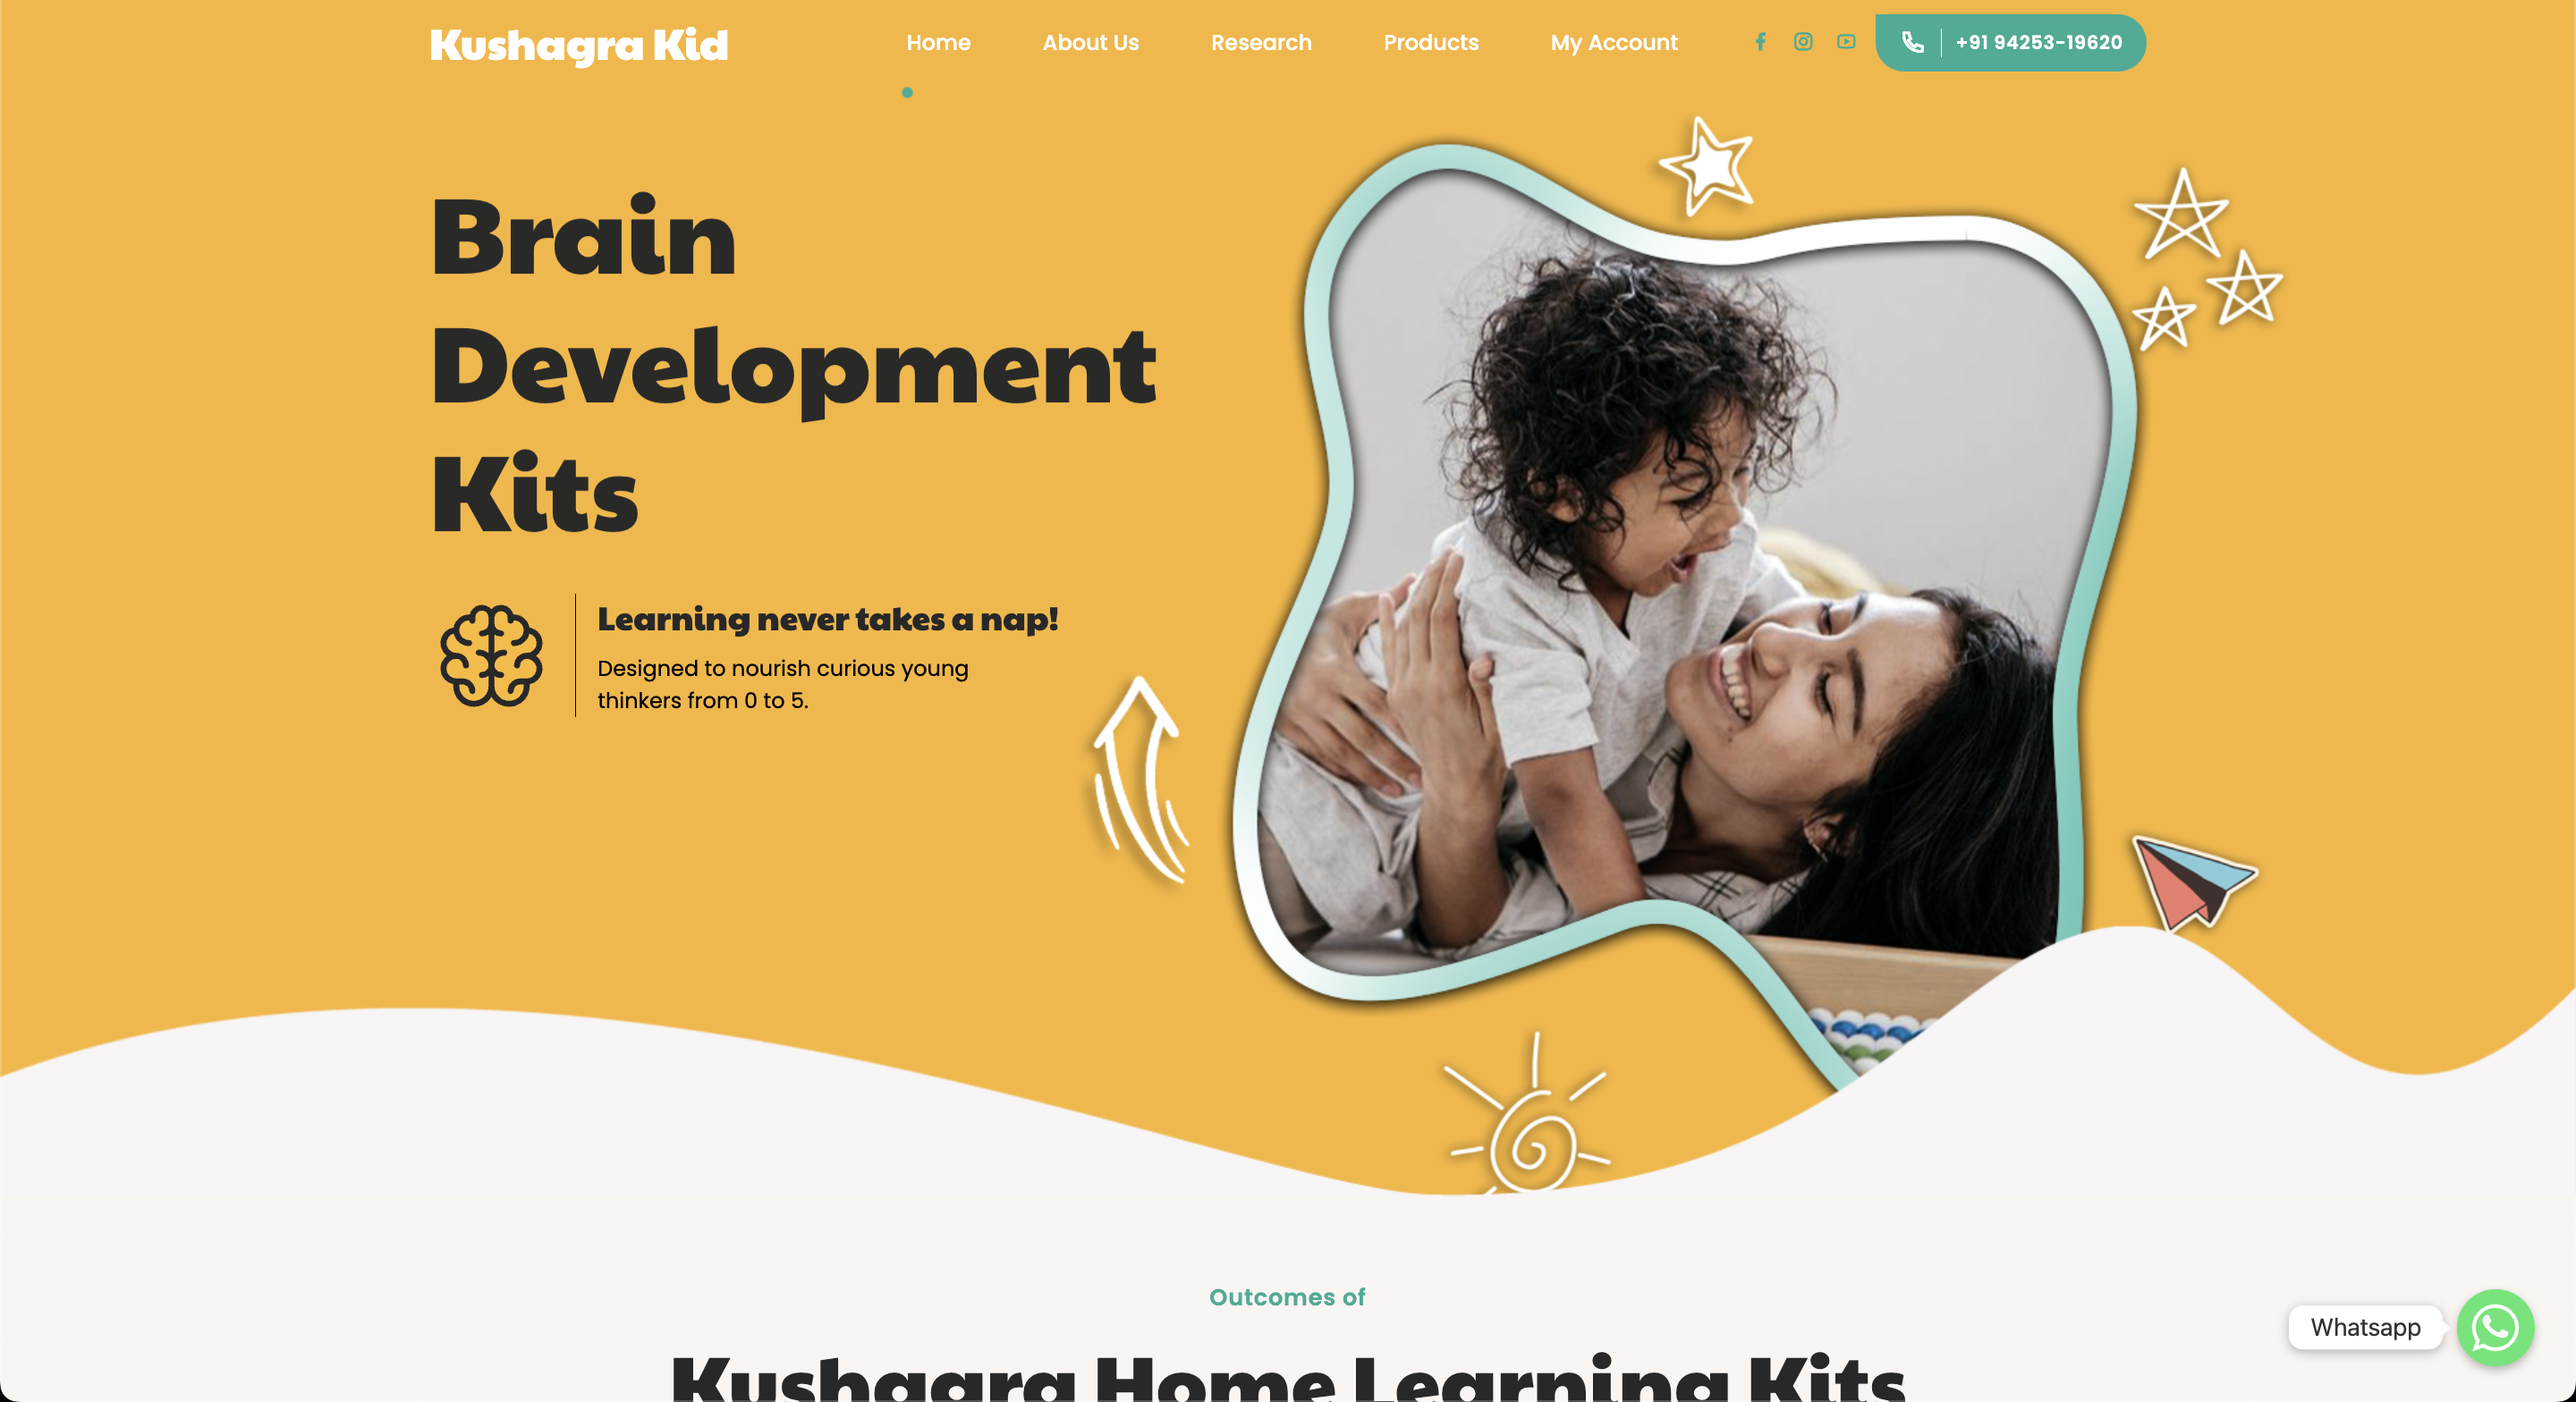 Kushagra Kid
Home
About Us
Research
Products
My Account
+91 94253-19620
Brain
Development
Kits
Learning never takes a nap!
Designed to nourish curious young
thinkers from 0 to 5.
Outcomes of
Kushagra Home Learning Kits
Whatsapp